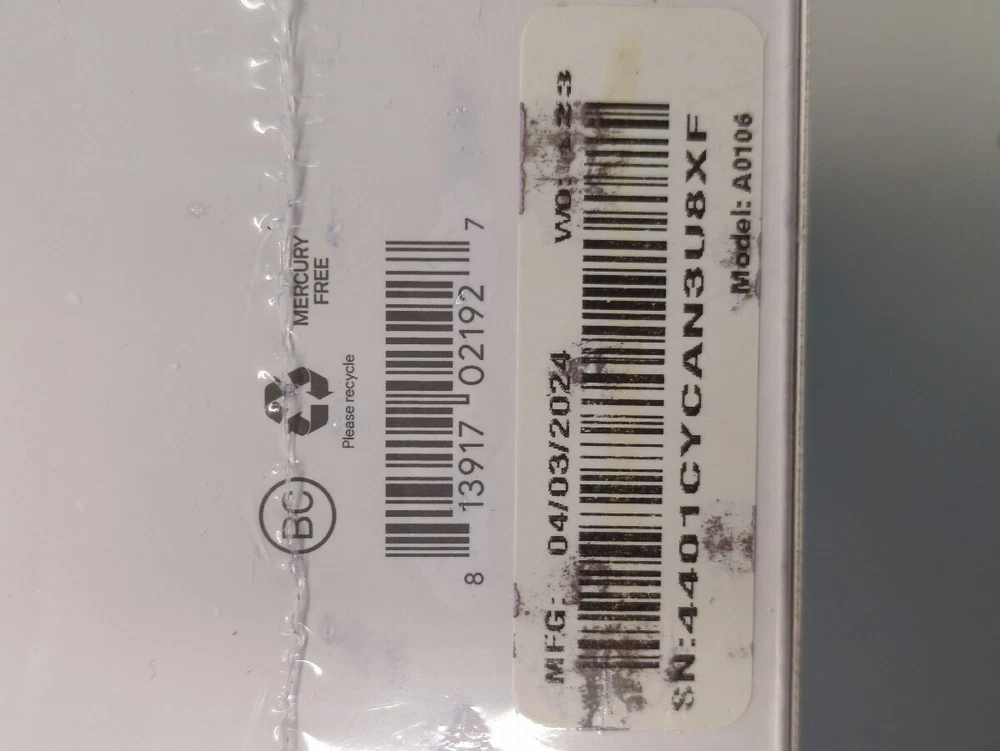 BC
Please recycle
MERCURY
FREE
8 13917 02192 7
MFG: 04/03/2024
SN:4401CYCAN3U8XF
Model: A0106